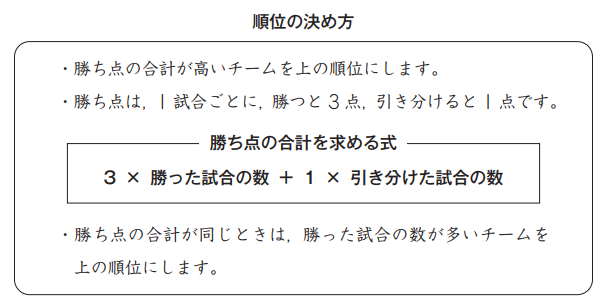 順位の決め方
・勝ち点の合計が高いチームを上の順位にします。
・勝ち点は，1試合ごとに，勝つと3点，引き分けると1点です。
勝ち点の合計を求める式
3 × 勝った試合の数 ＋ 1 × 引き分けた試合の数
・勝ち点の合計が同じときは，勝った試合の数が多いチームを
上の順位にします。